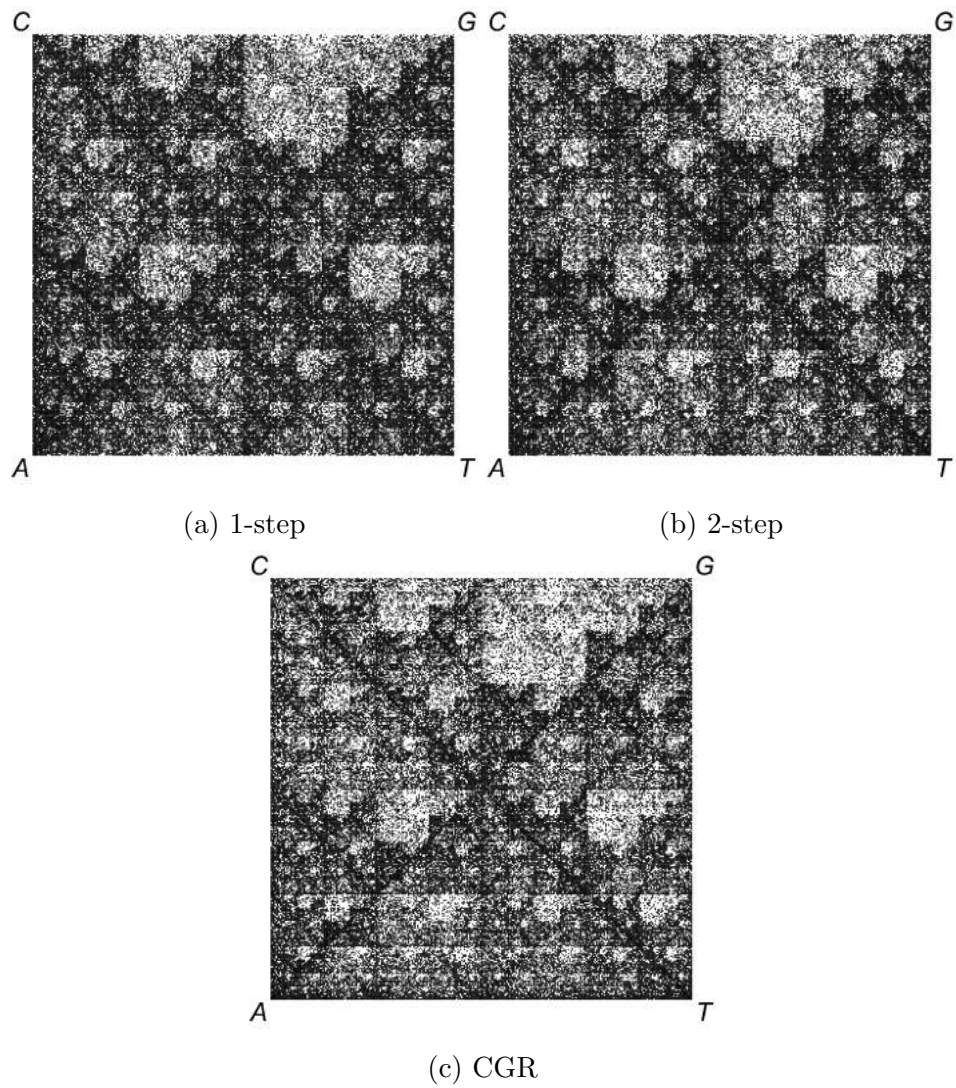 C G C G
A T A T
(a) 1-step (b) 2-step
C G
A T
(c) CGR